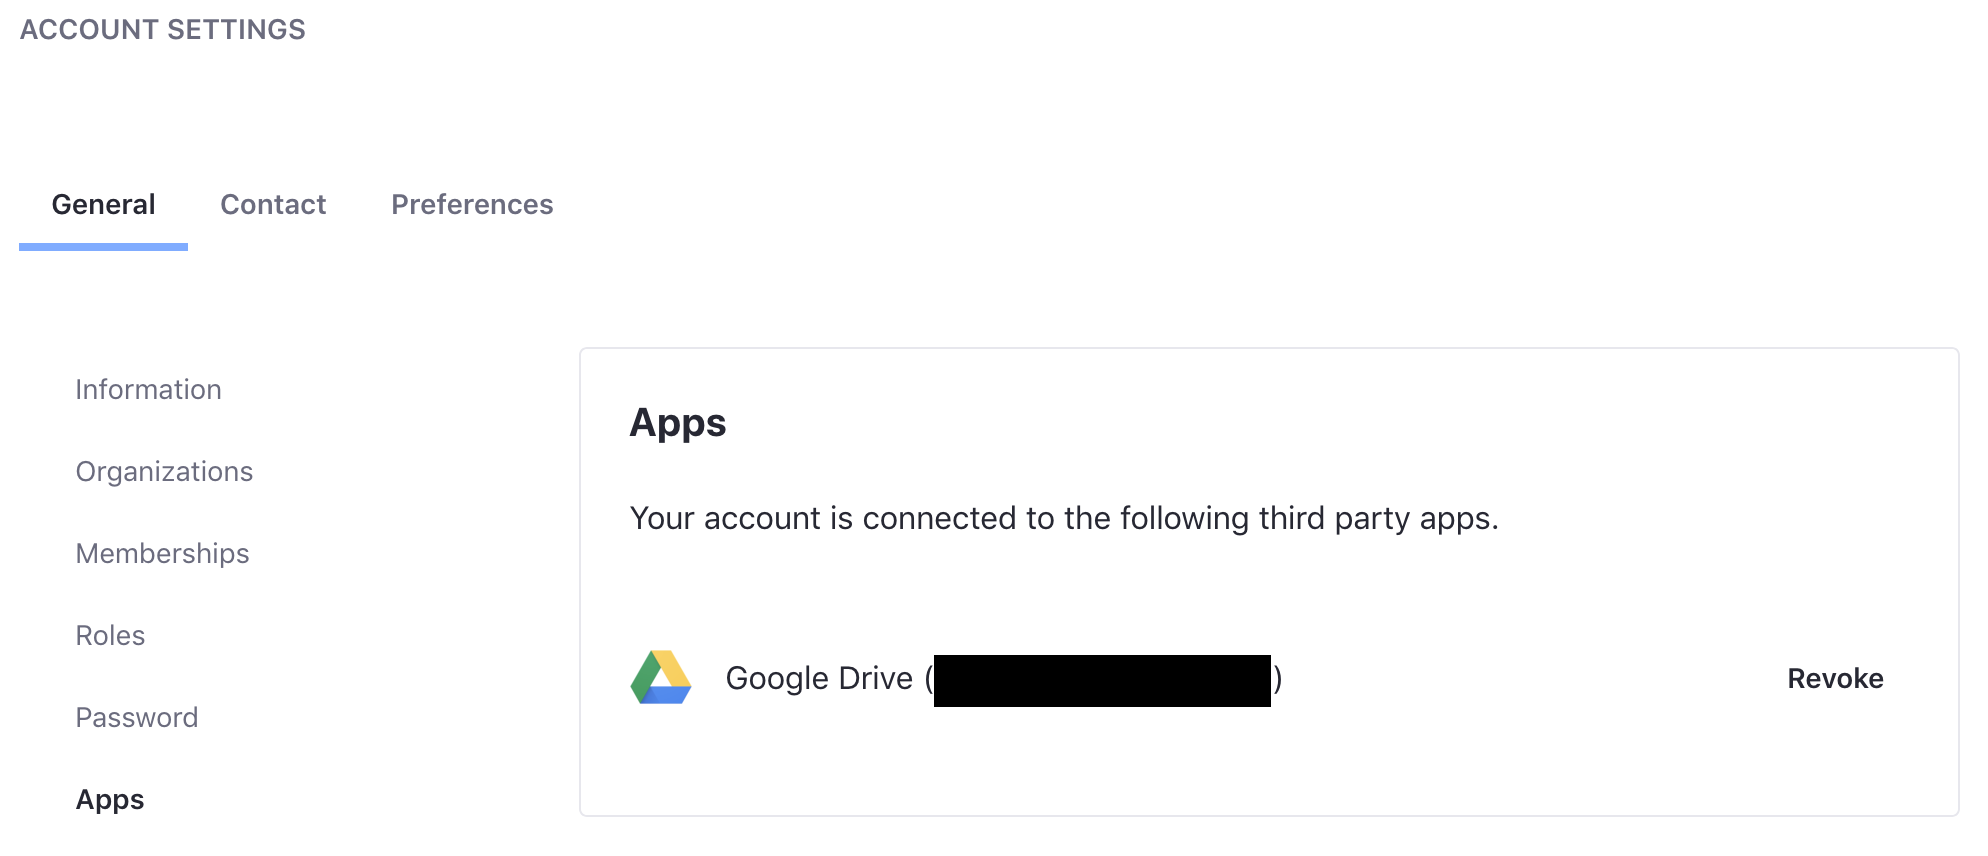 ACCOUNT SETTINGS
General Contact Preferences
Information
Organizations
Memberships
Roles
Password
Apps
Apps
Your account is connected to the following third party apps.
Google Drive ( )
Revoke